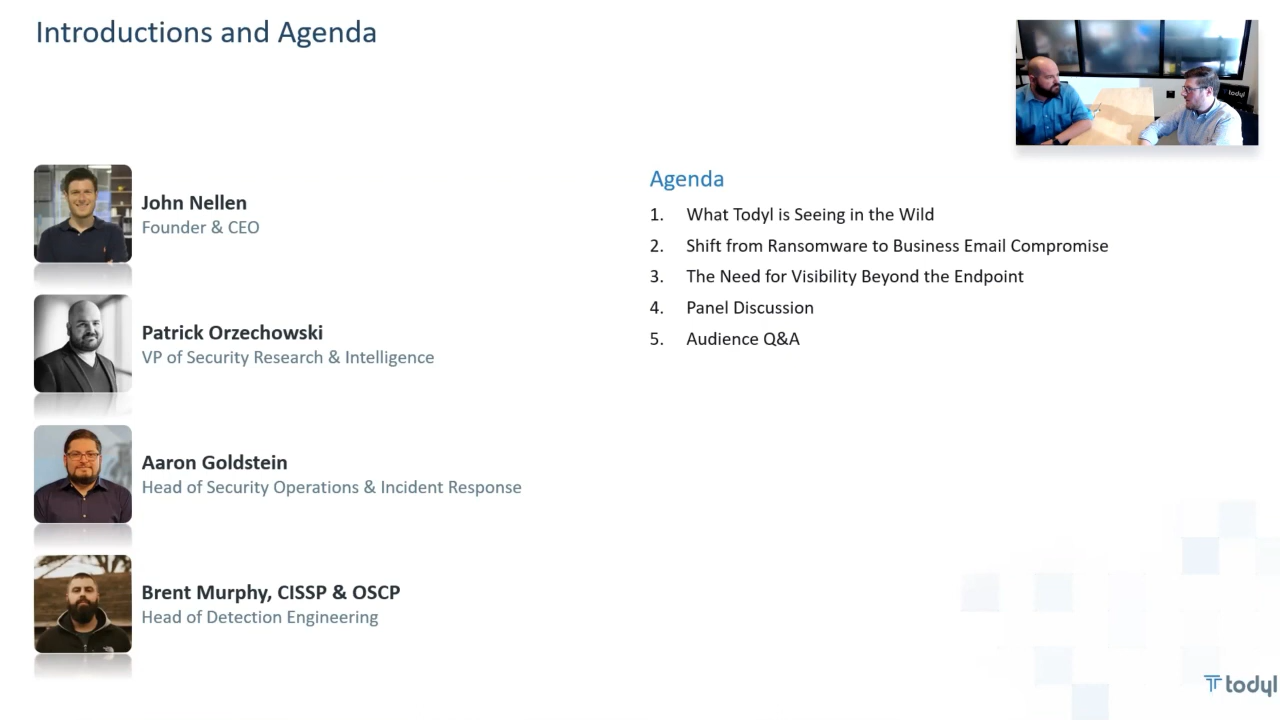 Introductions and Agenda
todyl
John Nellen
Founder & CEO
Patrick Orzechowski
VP of Security Research & Intelligence
Aaron Goldstein
Head of Security Operations & Incident Response
Brent Murphy, CISSP & OSCP
Head of Detection Engineering
Agenda
1. What Todyl is Seeing in the Wild
2. Shift from Ransomware to Business Email Compromise
3. The Need for Visibility Beyond the Endpoint
4. Panel Discussion
5. Audience Q&A
todyl